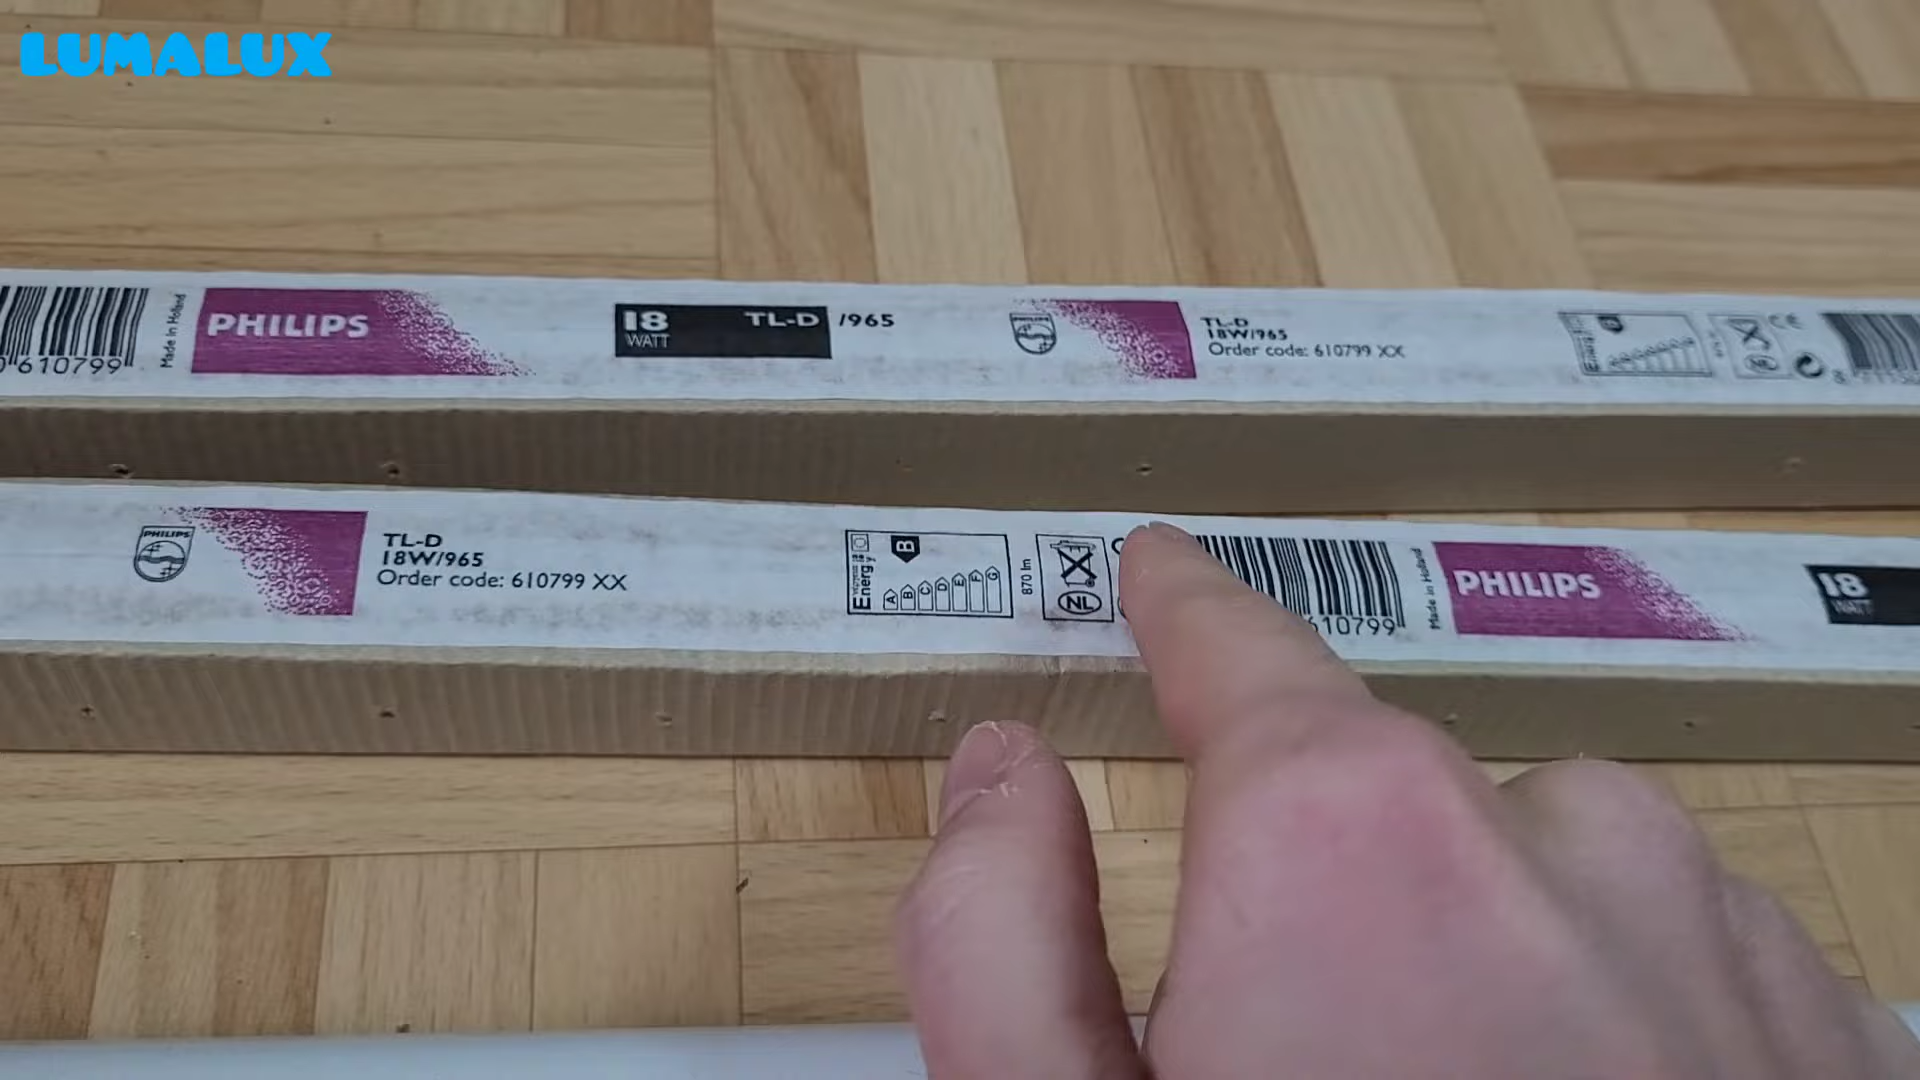 LUMALUX
610799
Made in Holland
PHILIPS
18
WATT
TL-D /965
PHILIPS
TL-D
18W/965
Order code: 610799 XX
Energy
NL
CE
8
PHILIPS
TL-D
18W/965
Order code: 610799 XX
Energy
B
A
B
C
D
E
F
G
870 lm
NL
610799
Made in Holland
PHILIPS
18
WATT